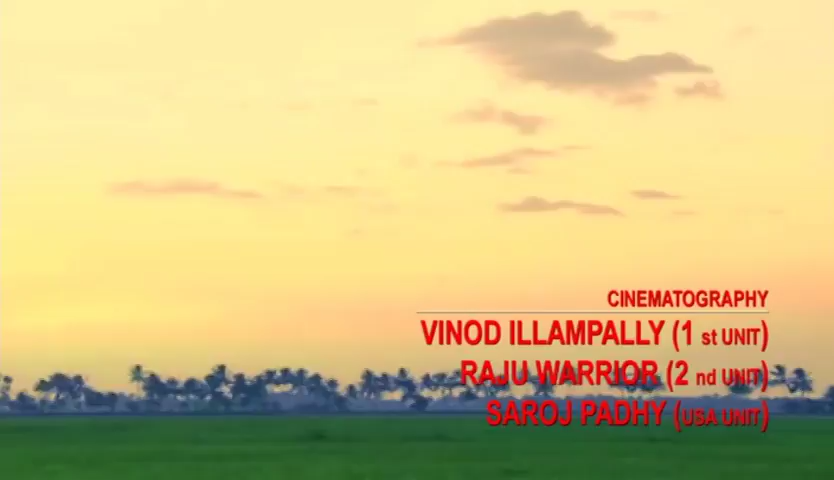 CINEMATOGRAPHY
VINOD ILLAMPALLY (1 st UNIT)
RAJU WARRIOR (2 nd UNIT)
SAROJ PADHY (USA UNIT)